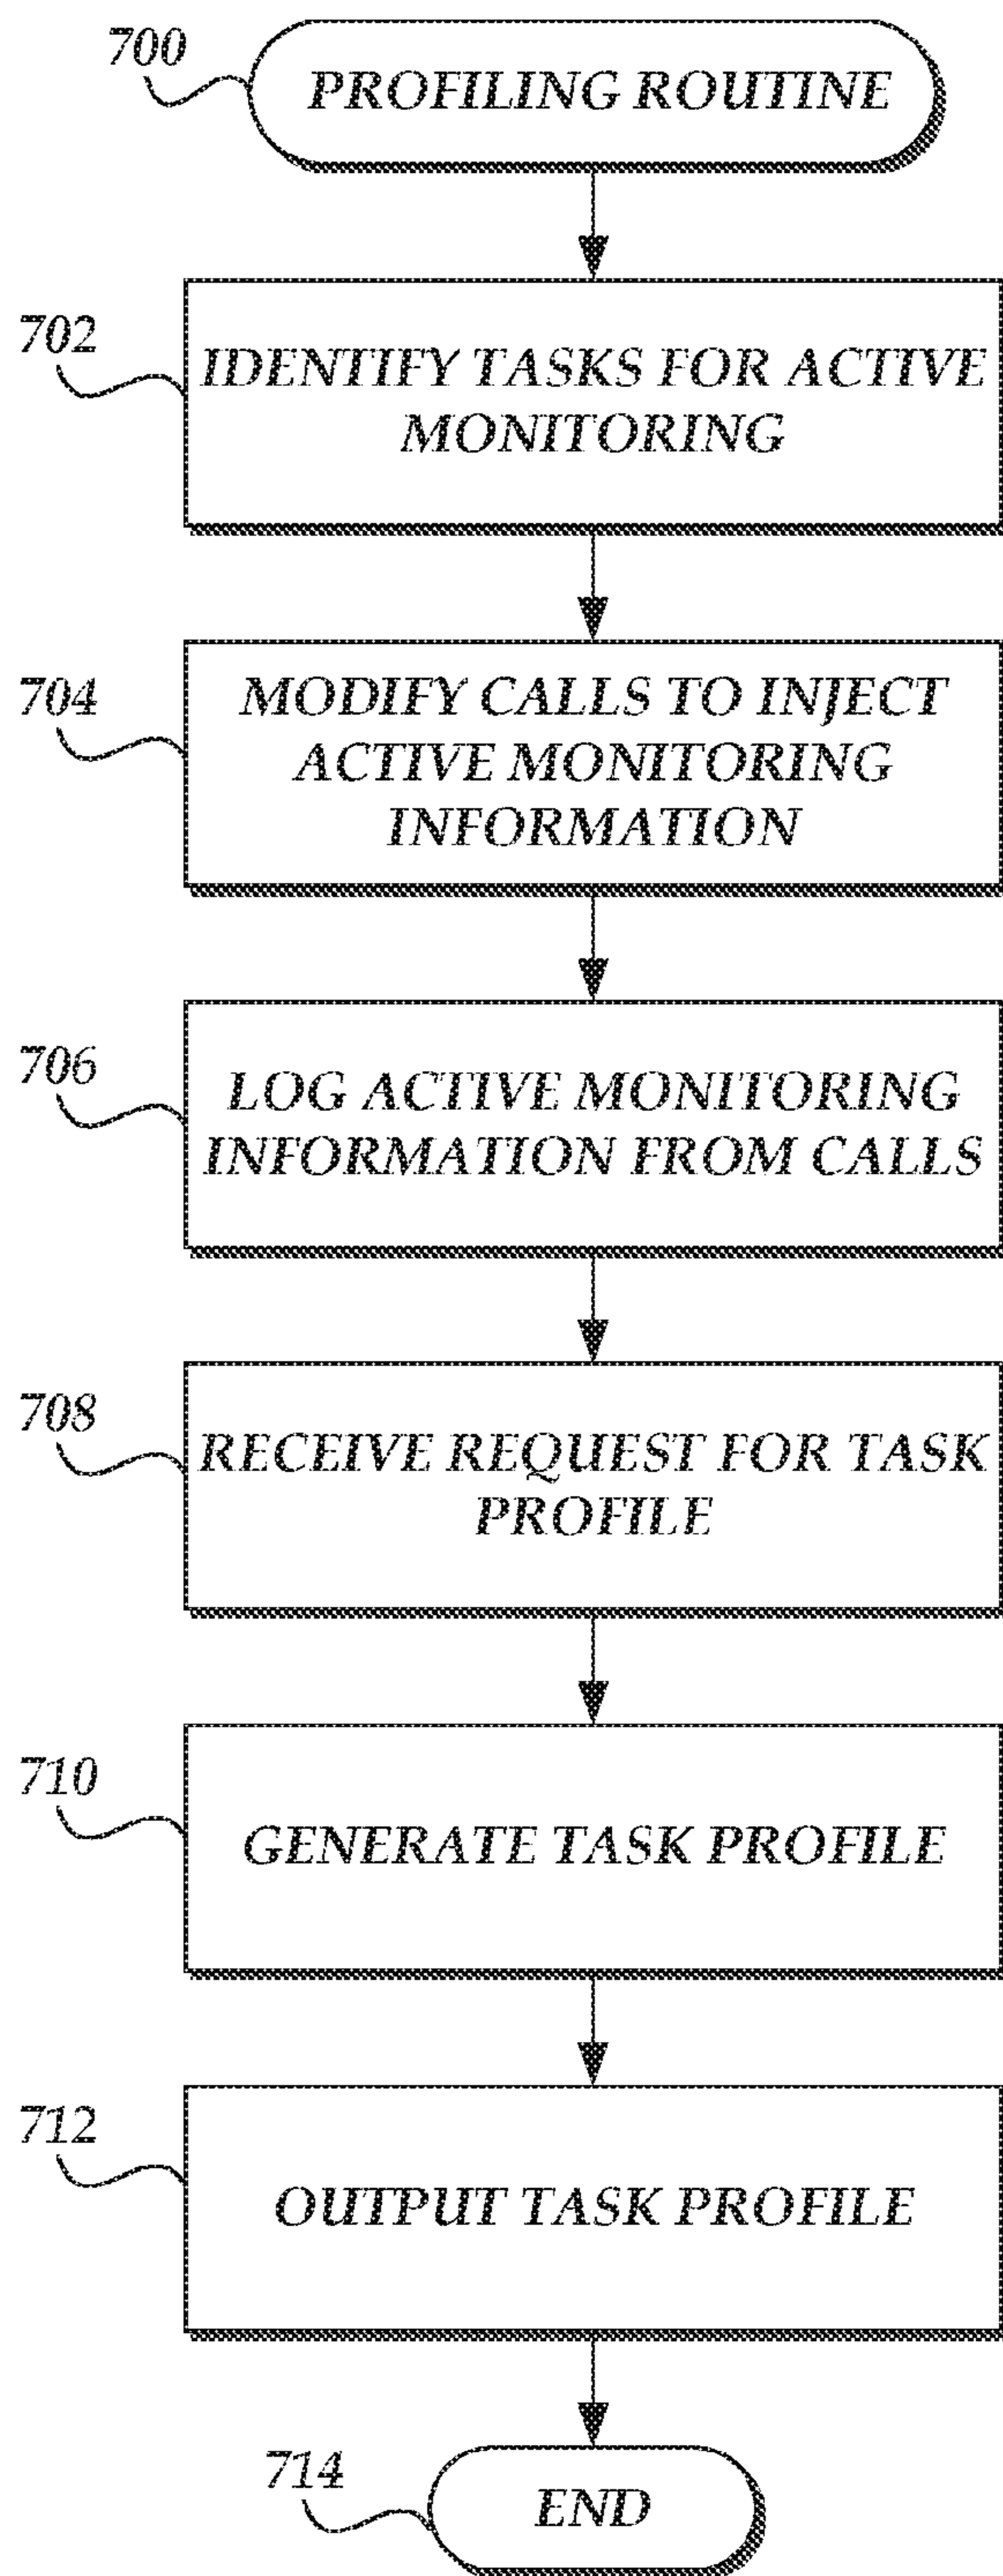 700
PROFILING ROUTINE
702
IDENTIFY TASKS FOR ACTIVE
MONITORING
704
MODIFY CALLS TO INJECT
ACTIVE MONITORING
INFORMATION
706
LOG ACTIVE MONITORING
INFORMATION FROM CALLS
708
RECEIVE REQUEST FOR TASK
PROFILE
710
GENERATE TASK PROFILE
712
OUTPUT TASK PROFILE
714
END